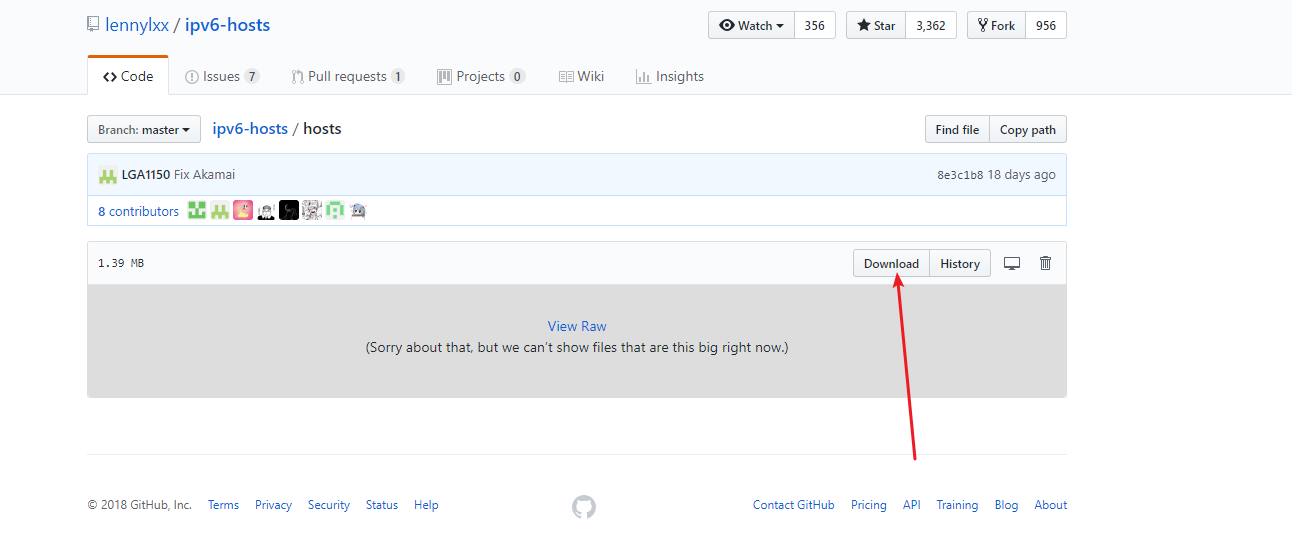 lennylxx / ipv6-hosts
Watch 356 Star 3,362 Fork 956
Code Issues 7 Pull requests 1 Projects 0 Wiki Insights
Branch: master ipv6-hosts / hosts Find file Copy path
LGA1150 Fix Akamai 8e3c1b8 18 days ago
8 contributors
1.39 MB Download History
View Raw
(Sorry about that, but we can't show files that are this big right now.)
© 2018 GitHub, Inc. Terms Privacy Security Status Help Contact GitHub Pricing API Training Blog About